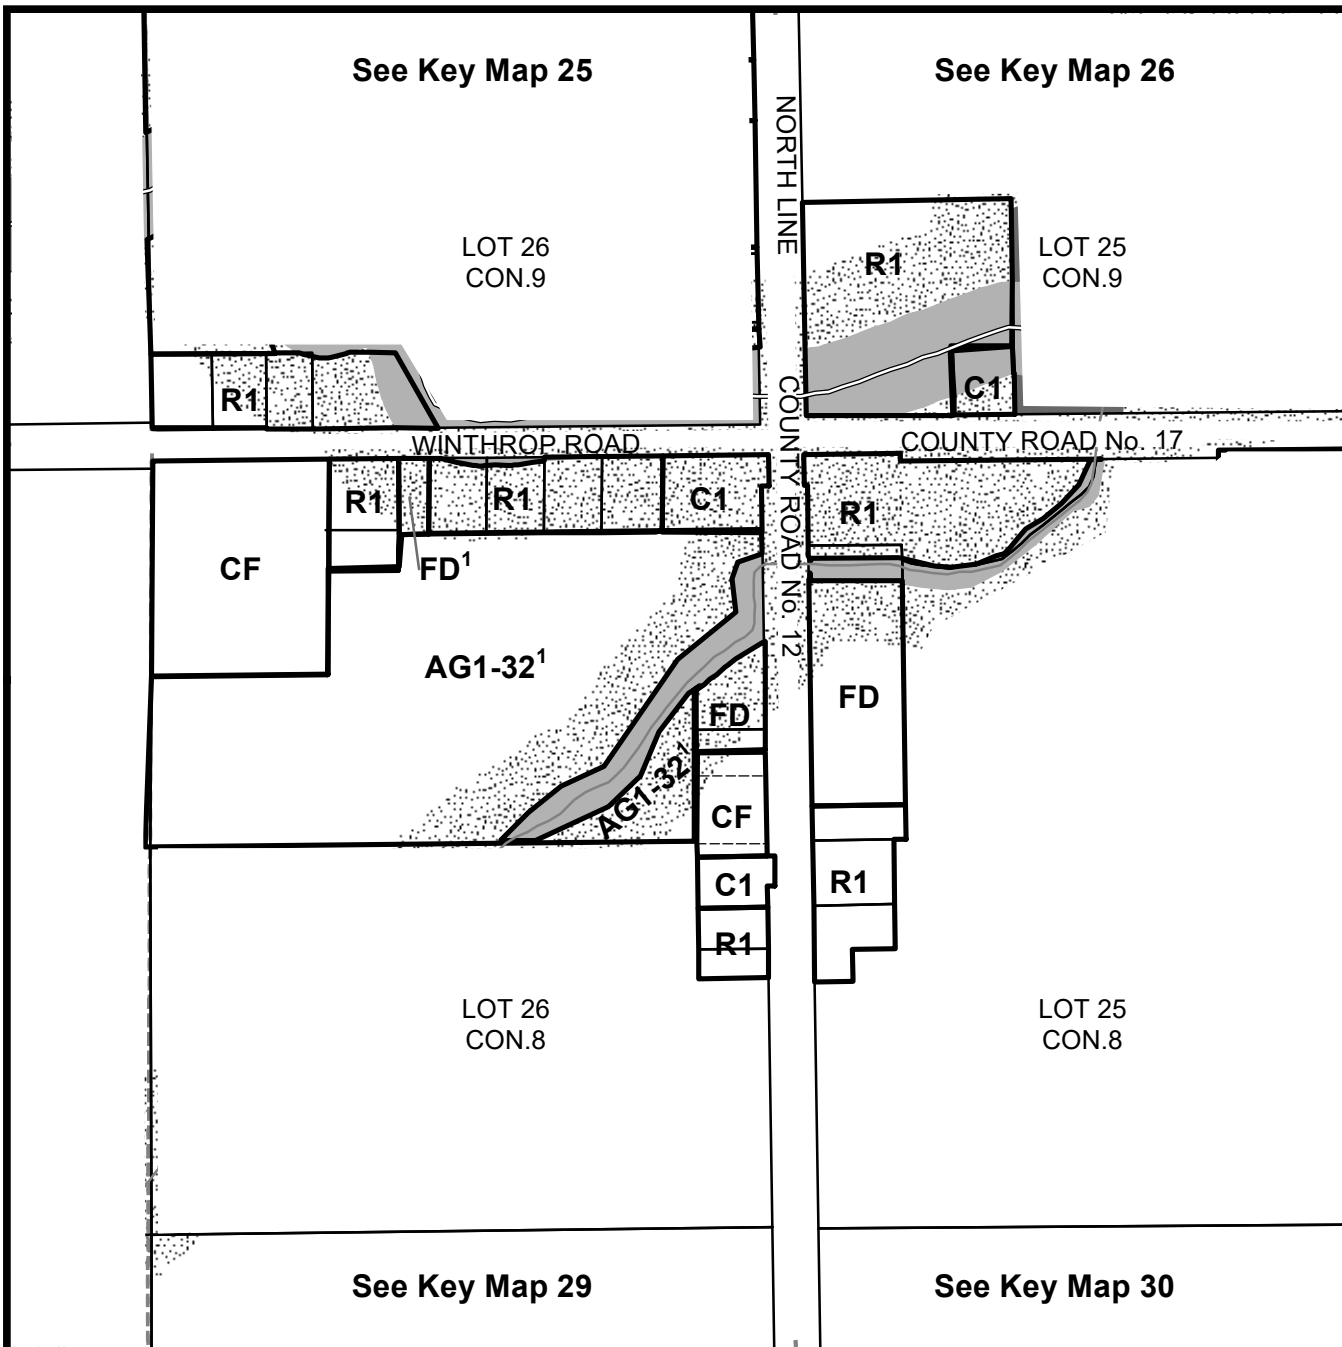 See Key Map 25
See Key Map 26
NORTH LINE
LOT 26
CON.9
R1
LOT 25
CON.9
R1
C1
COUNTY ROAD No. 12
WINTHROP ROAD
COUNTY ROAD No. 17
R1
R1
C1
R1
CF
FD¹
AG1-32¹
FD
FD
AG1-32¹
CF
C1
R1
R1
LOT 26
CON.8
LOT 25
CON.8
See Key Map 29
See Key Map 30